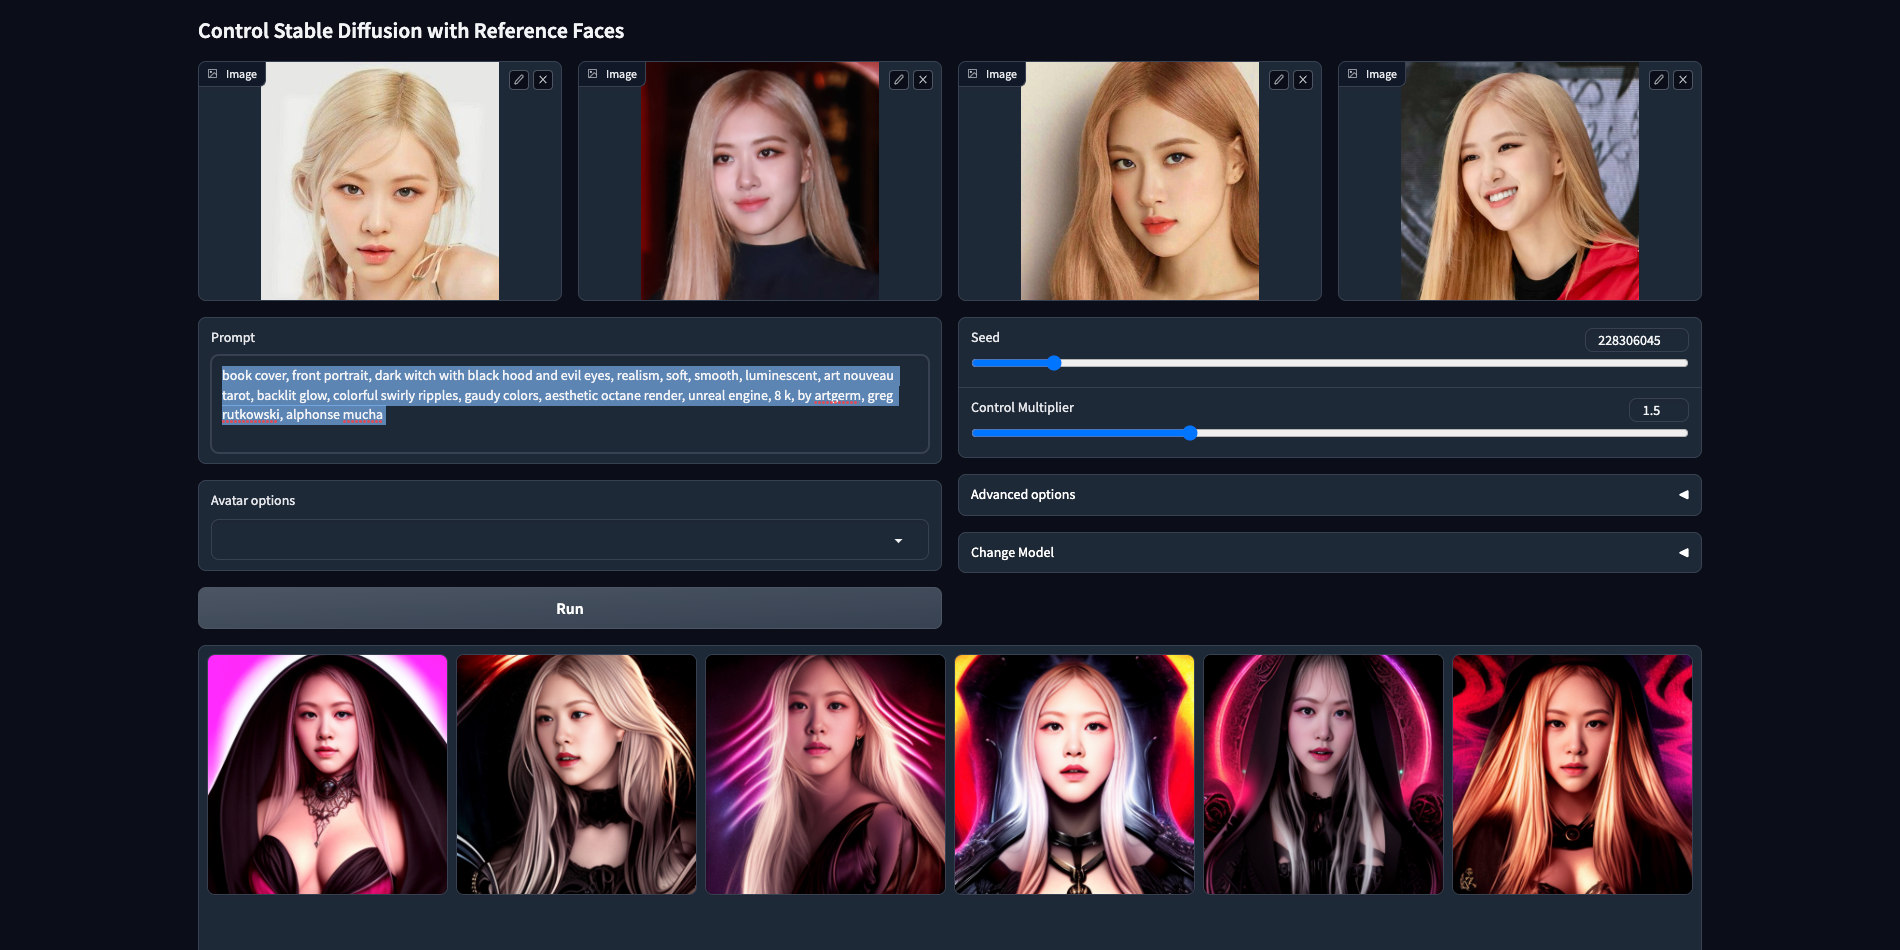 Control Stable Diffusion with Reference Faces
Image
Image
Image
Image
Prompt
book cover, front portrait, dark witch with black hood and evil eyes, realism, soft, smooth, luminescent, art nouveau
tarot, backlit glow, colorful swirly ripples, gaudy colors, aesthetic octane render, unreal engine, 8 k, by artgerm, greg
rutkowski, alphonse mucha
Seed
228306045
Control Multiplier
1.5
Avatar options
Advanced options
Change Model
Run